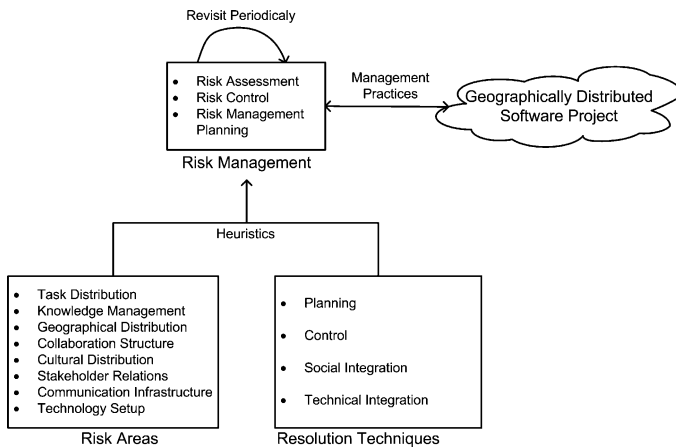 Revisit Periodicaly
• Risk Assessment
• Risk Control
• Risk Management
Planning
Risk Management
Management
Practices
Geographically Distributed
Software Project
Heuristics
• Task Distribution
• Knowledge Management
• Geographical Distribution
• Collaboration Structure
• Cultural Distribution
• Stakeholder Relations
• Communication Infrastructure
• Technology Setup
Risk Areas
• Planning
• Control
• Social Integration
• Technical Integration
Resolution Techniques